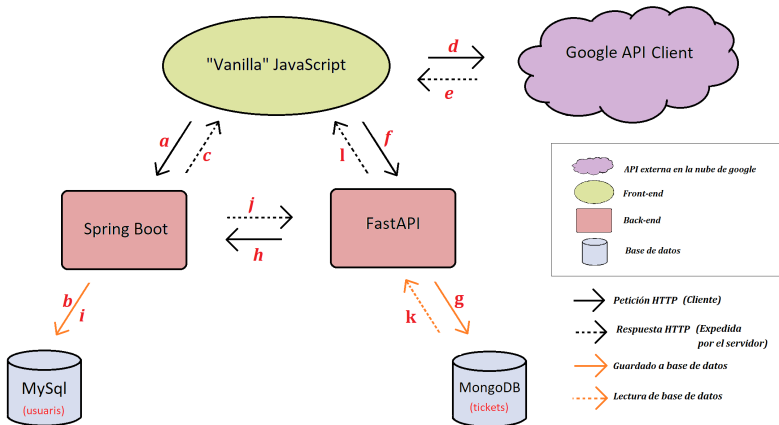 "Vanilla" JavaScript
d
e
Google API Client
a
c
l
f
API externa en la nube de google
Front-end
Back-end
Base de datos
Spring Boot
j
h
FastAPI
b
i
k
g
Petición HTTP (Cliente)
Respuesta HTTP (Expedida
por el servidor)
Guardado a base de datos
Lectura de base de datos
MySql
(usuaris)
MongoDB
(tickets)